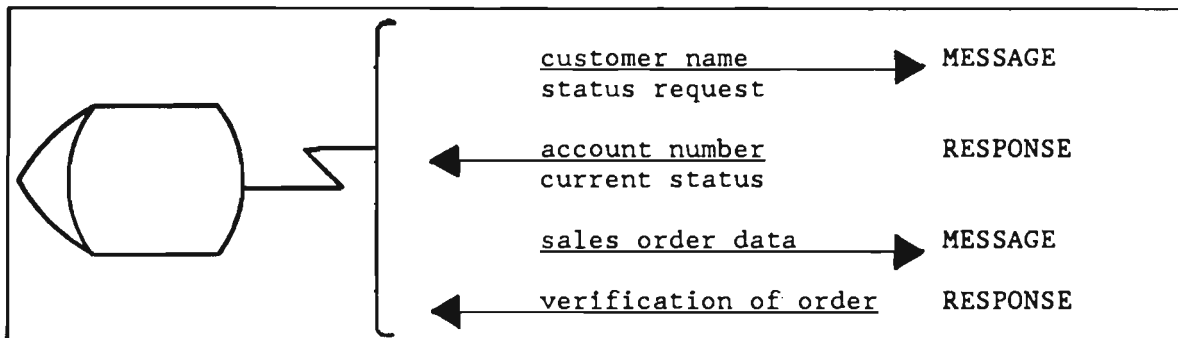 customer name MESSAGE
status request
account number RESPONSE
current status
sales order data MESSAGE
verification of order RESPONSE